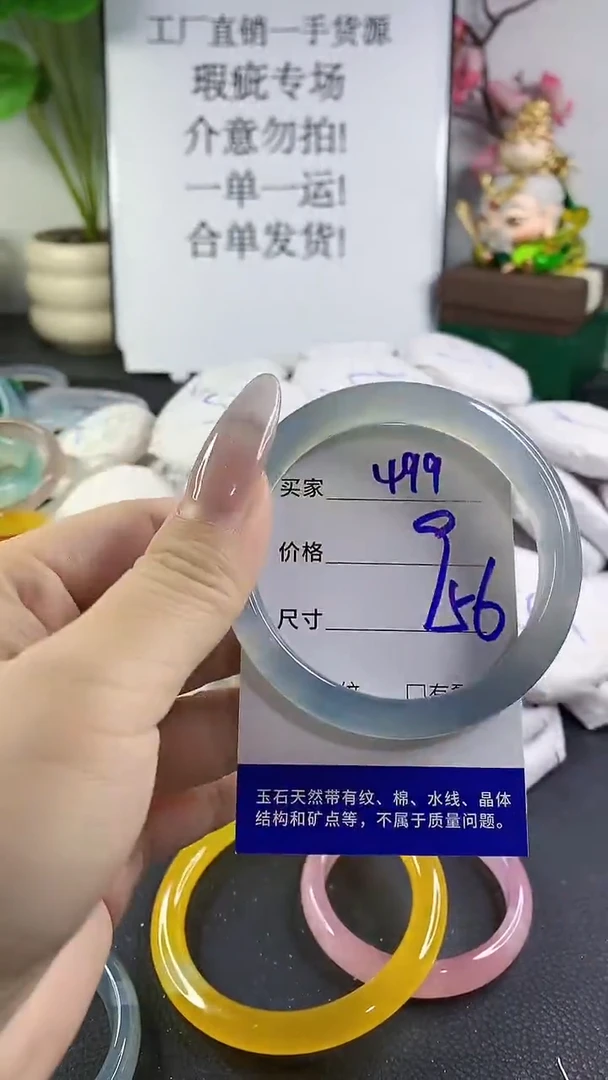 工厂直销一手货源
瑕疵专场
介意勿拍!
一单一运!
合单发货!
买家 499
价格
尺寸 56
纹 □有
玉石天然带有纹、棉、水线、晶体
结构和矿点等，不属于质量问题。